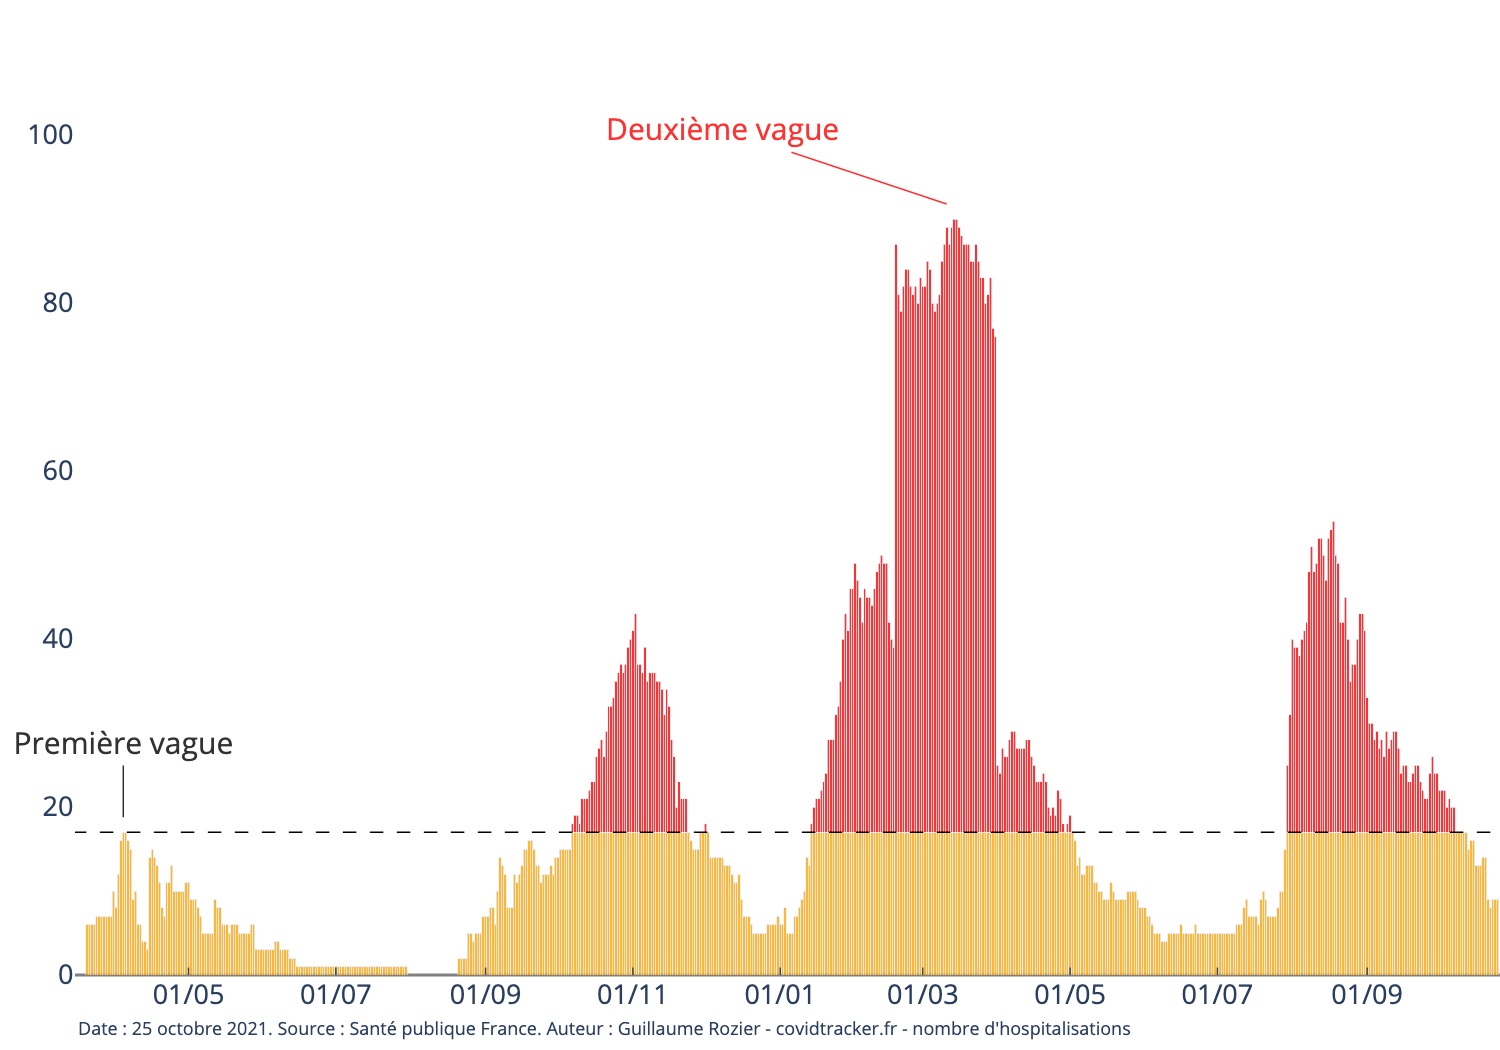 100
Deuxième vague
80
60
40
Première vague
20
0
01/05 01/07 01/09 01/11 01/01 01/03 01/05 01/07 01/09
Date : 25 octobre 2021. Source : Santé publique France. Auteur : Guillaume Rozier - covidtracker.fr - nombre d'hospitalisations